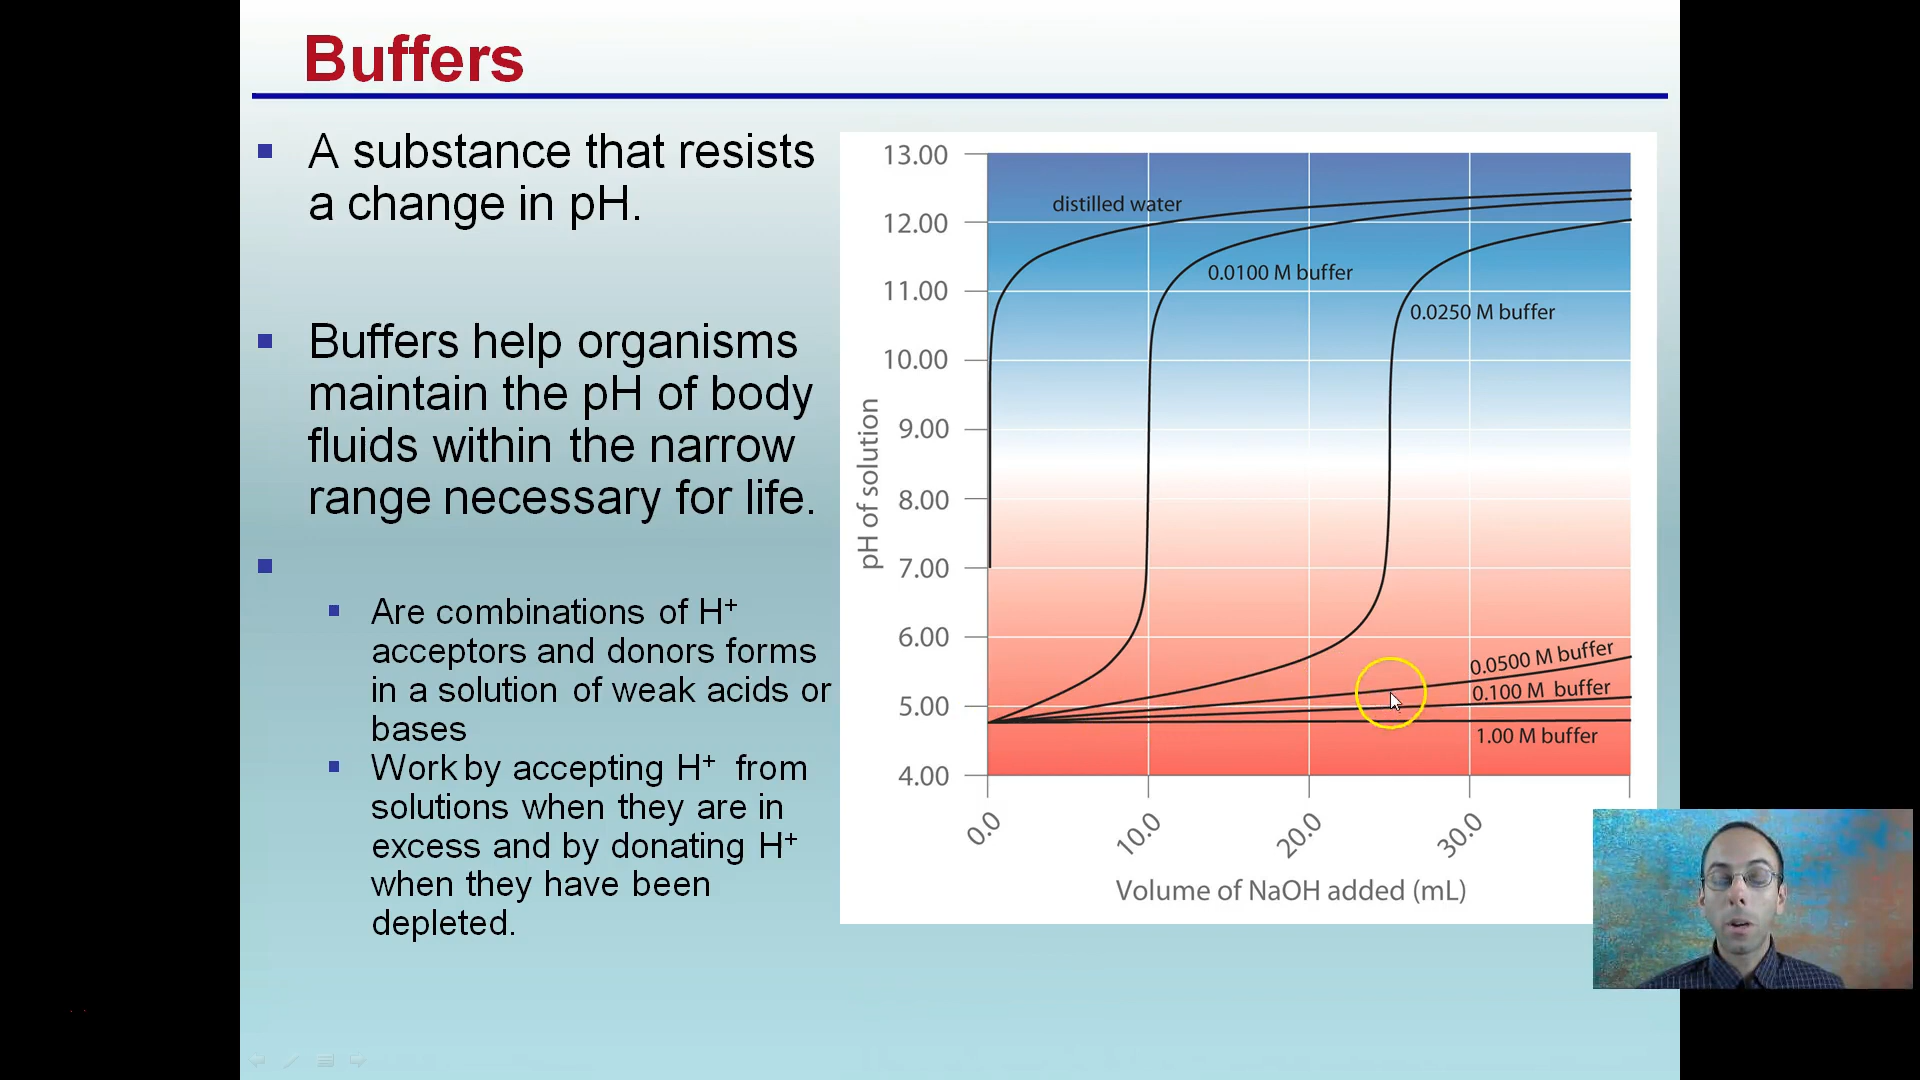 Buffers
A substance that resists
a change in pH.
Buffers help organisms
maintain the pH of body
fluids within the narrow
range necessary for life.
Are combinations of H⁺
acceptors and donors forms
in a solution of weak acids or
bases
Work by accepting H⁺ from
solutions when they are in
excess and by donating H⁺
when they have been
depleted.
13.00
12.00
11.00
10.00
9.00
8.00
7.00
6.00
5.00
4.00
pH of solution
distilled water
0.0100 M buffer
0.0250 M buffer
0.0500 M buffer
0.100 M buffer
1.00 M buffer
0.0
10.0
20.0
30.0
Volume of NaOH added (mL)